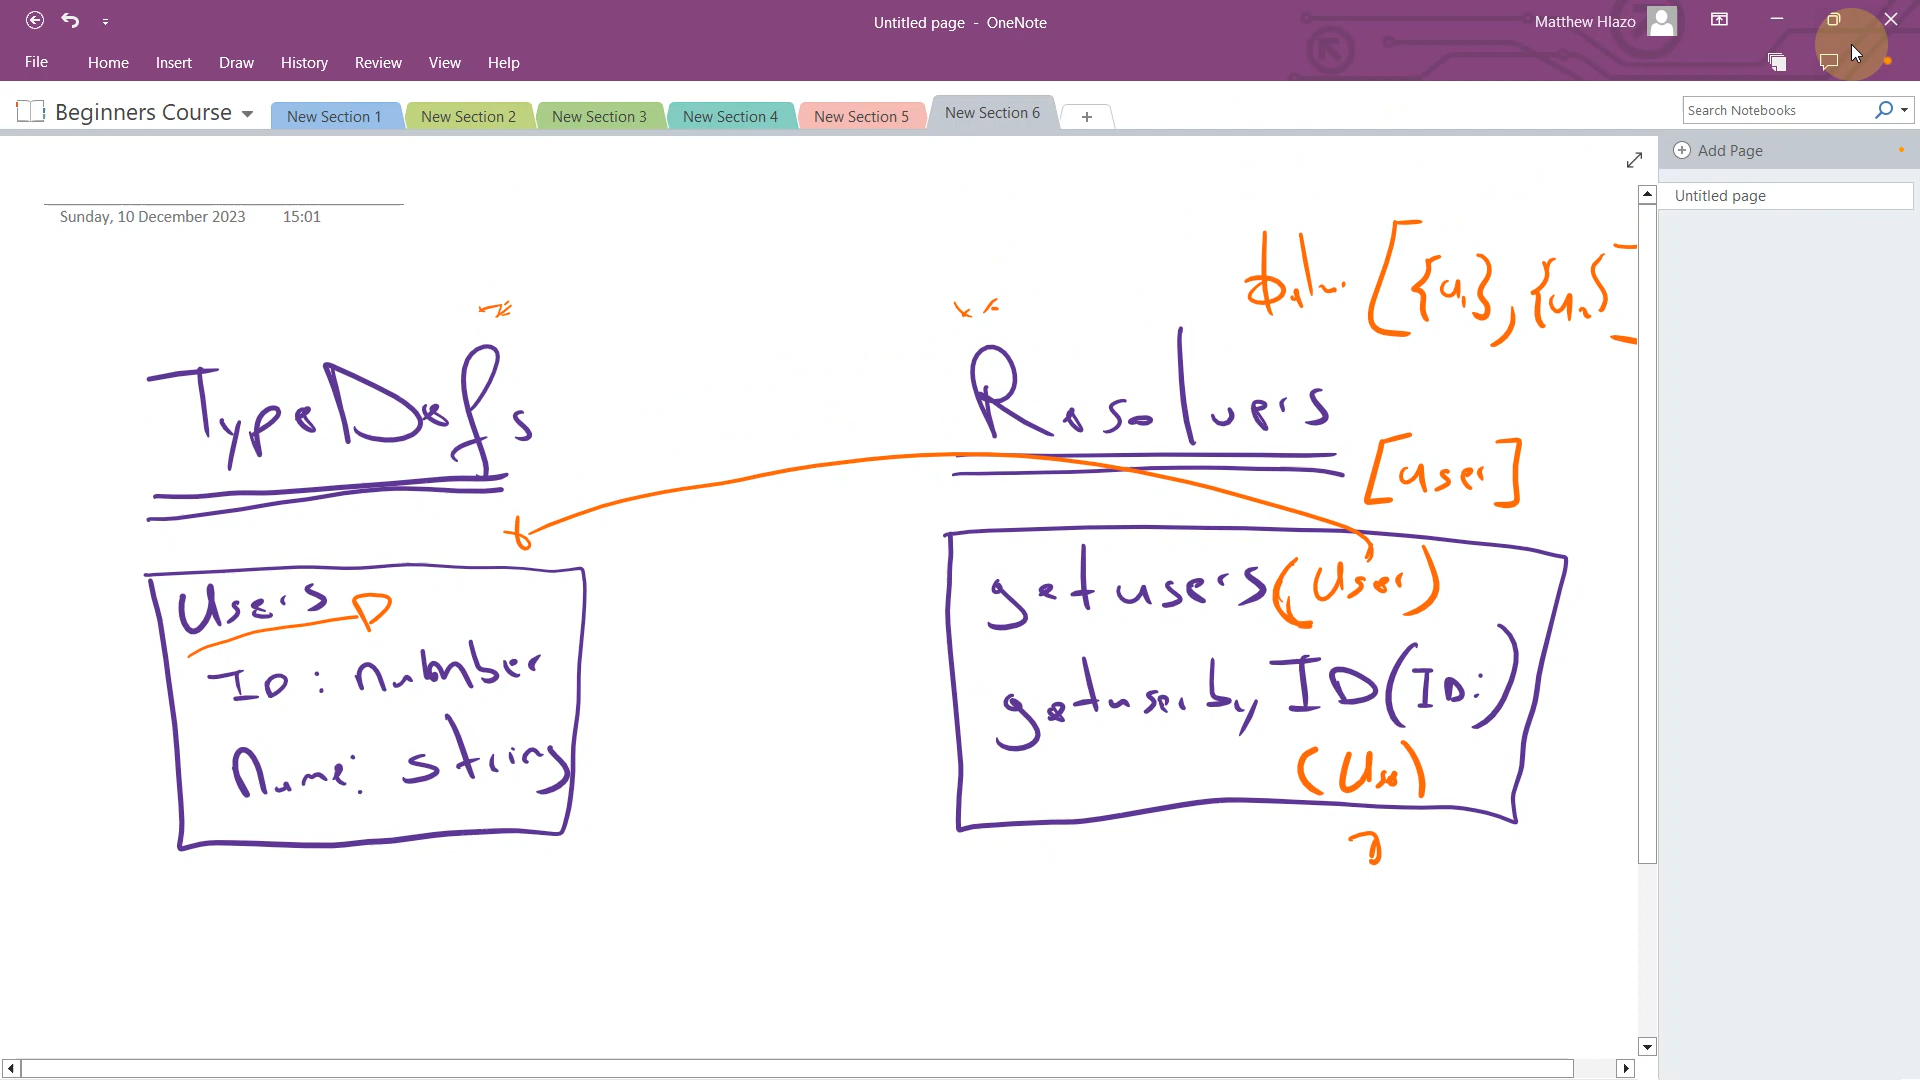 Untitled page - OneNote
Matthew Hlazo
File Home Insert Draw History Review View Help
Beginners Course
New Section 1
New Section 2
New Section 3
New Section 4
New Section 5
New Section 6
Search Notebooks
Add Page
Untitled page
Sunday, 10 December 2023 15:01
[{u1},{u2}
TypeDefs
Resolvers
[user]
Users
ID: number
Name: string
getusers(User)
getuserbyID(ID:)